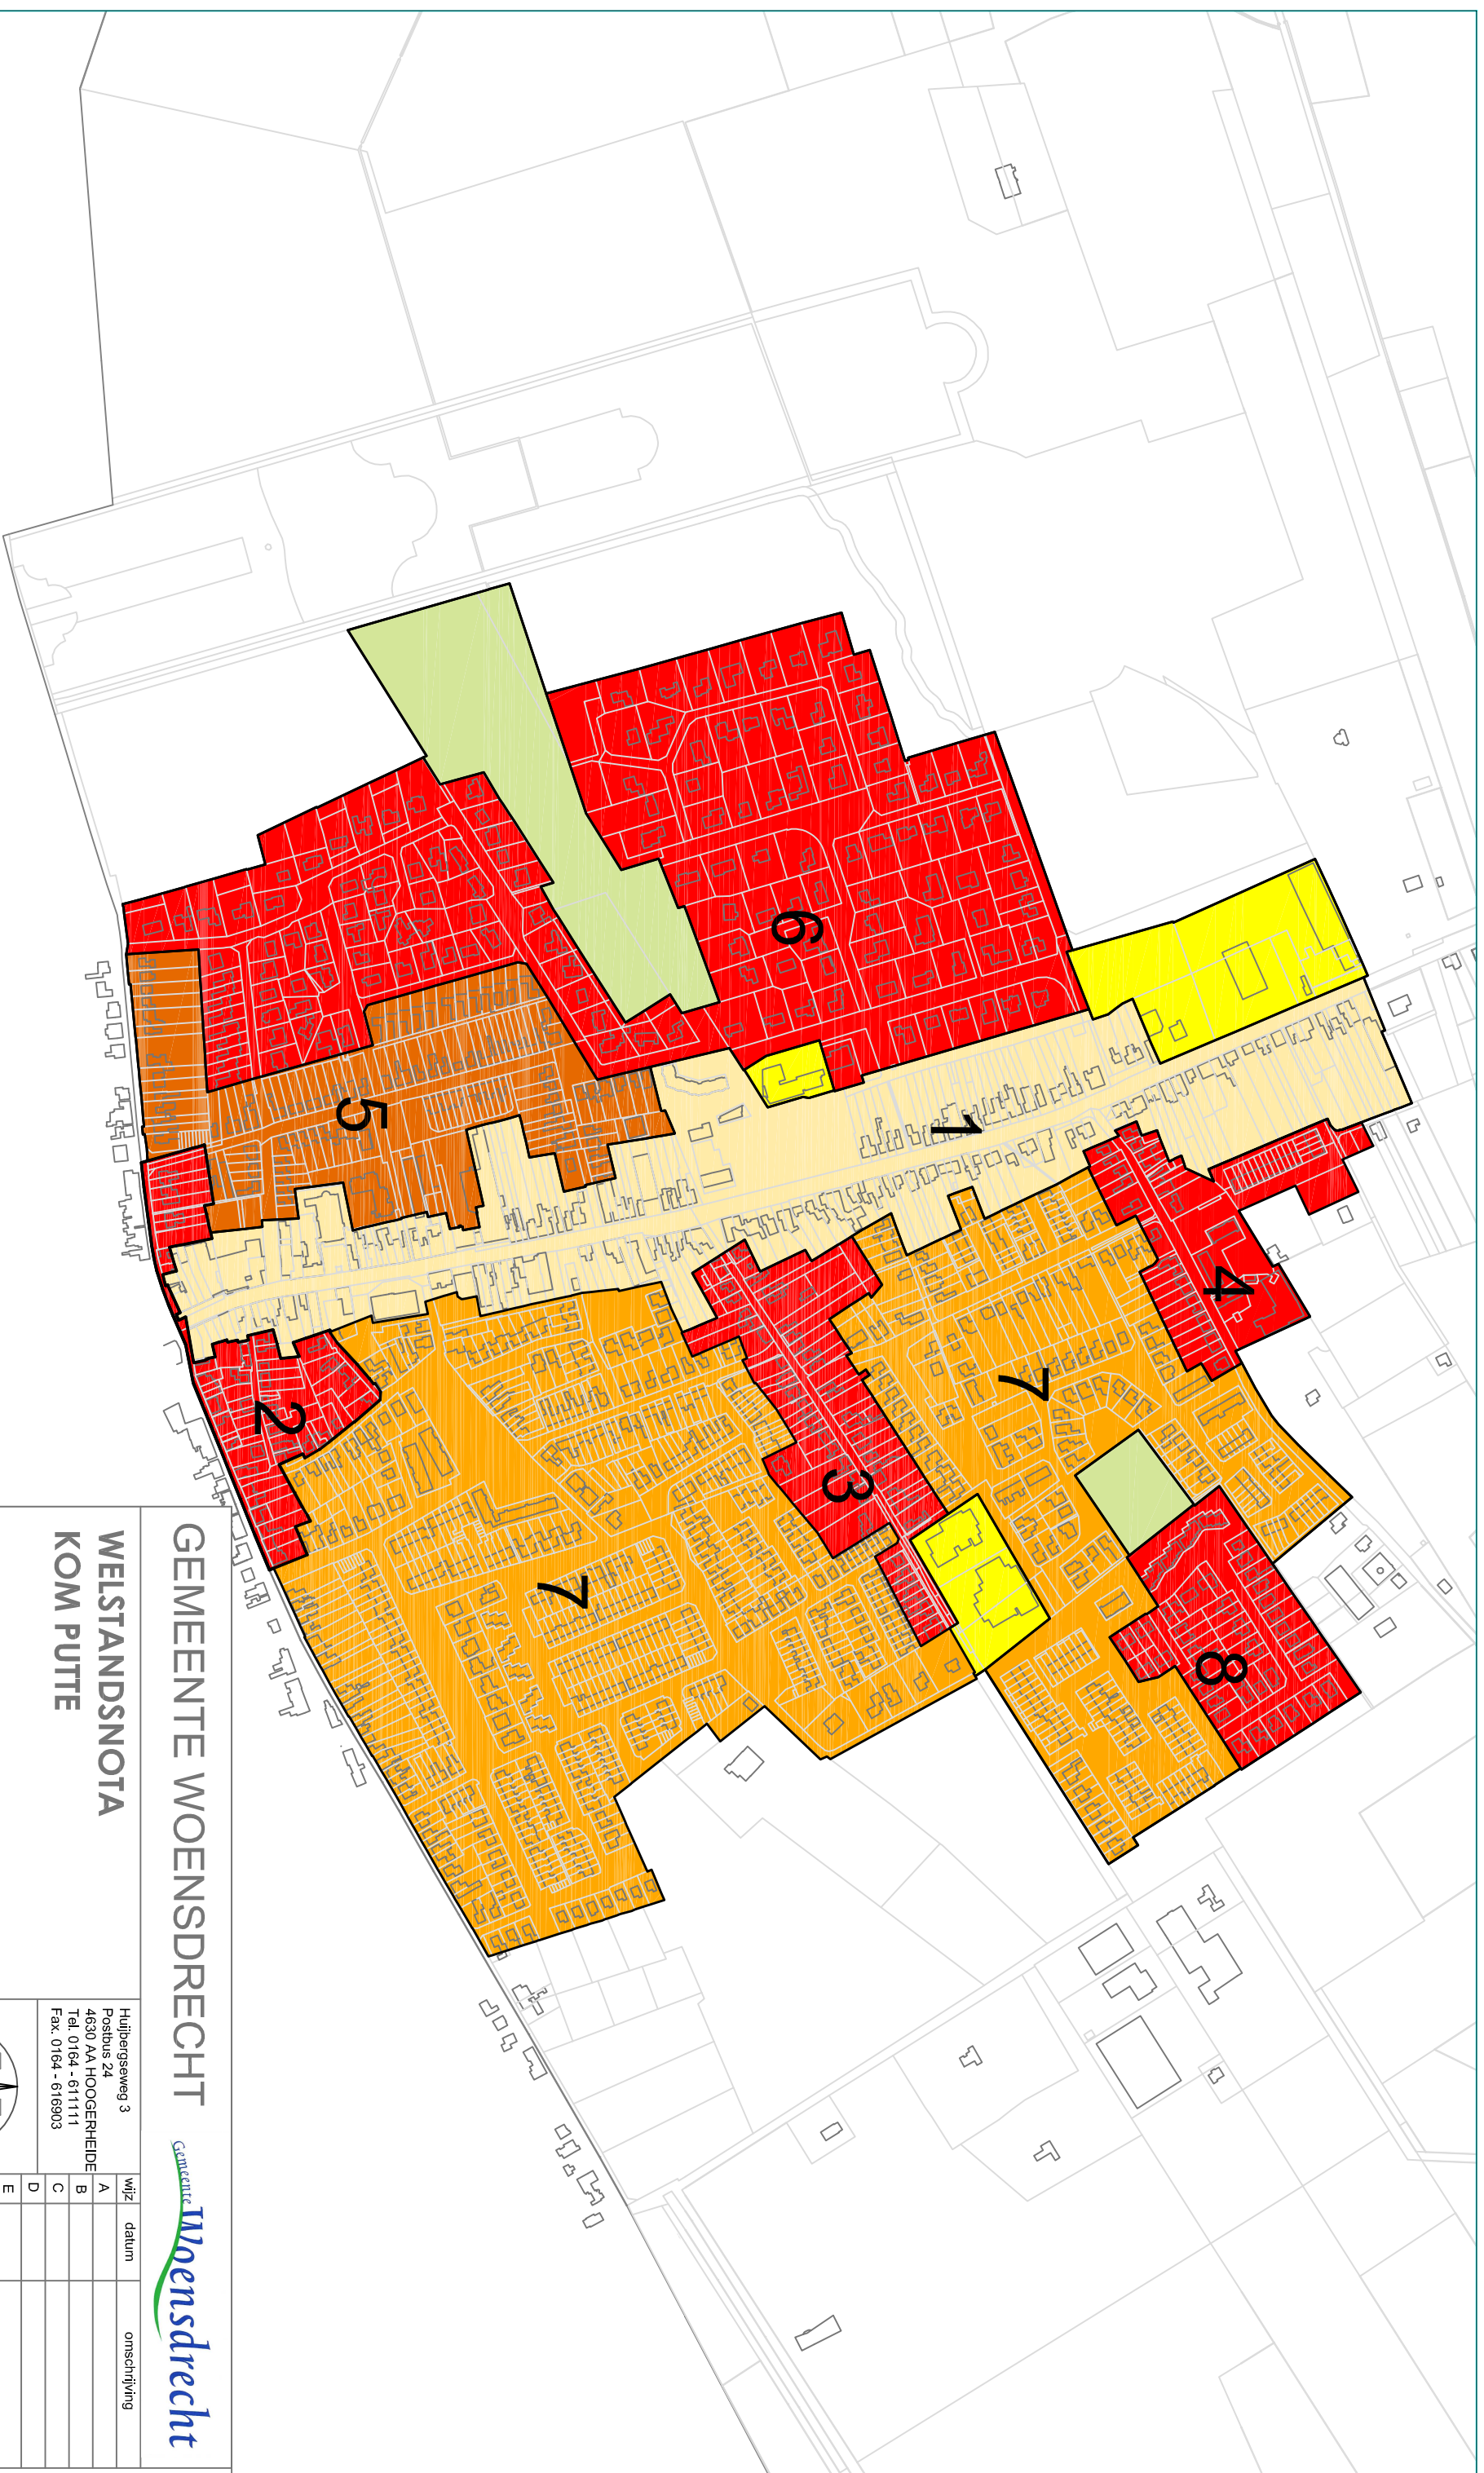 6
1
4
5
7
8
3
2
7
GEMEENTE WOENSDRECHT
Gemeente Woensdrecht
WELSTANDSNOTA
KOM PUTTE
Huijbergseweg 3
Postbus 24
4630 AA HOOGERHEIDE
Tel. 0164 - 611111
Fax. 0164 - 616903
wijz datum omschrijving
A
B
C
D
E